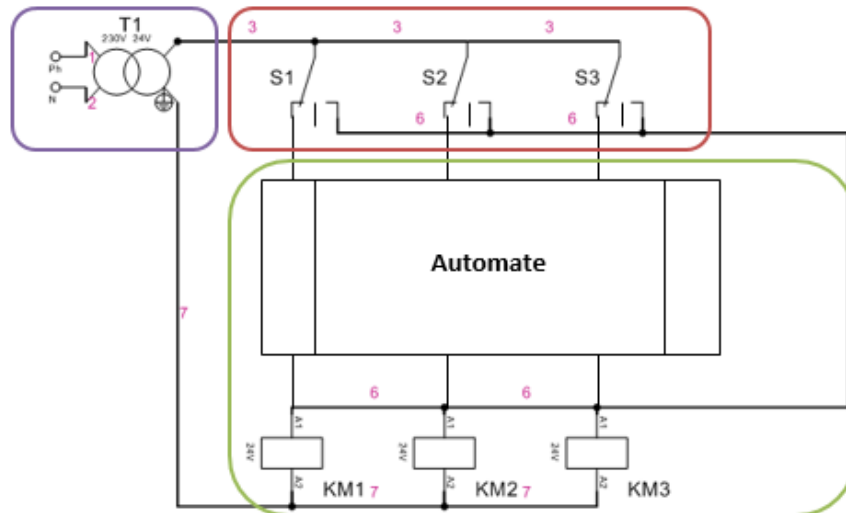 T1
230V 24V
3 3 3
Ph
1
N
2
S1 S2 S3
6 6
Automate
7
6 6
A1 A1 A1
24V 24V 24V
A2 A2 A2
KM1 7 KM2 7 KM3